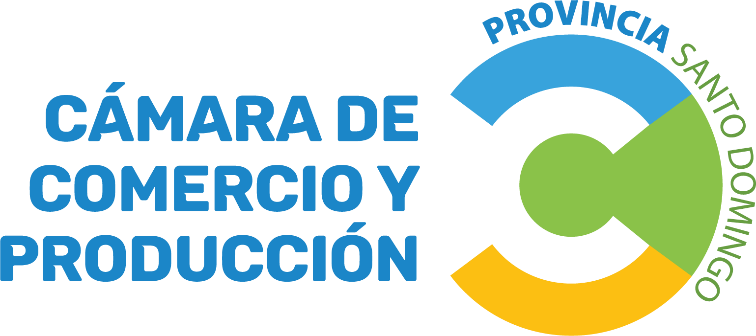 CÁMARA DE
COMERCIO Y
PRODUCCIÓN
PROVINCIA SANTO DOMINGO